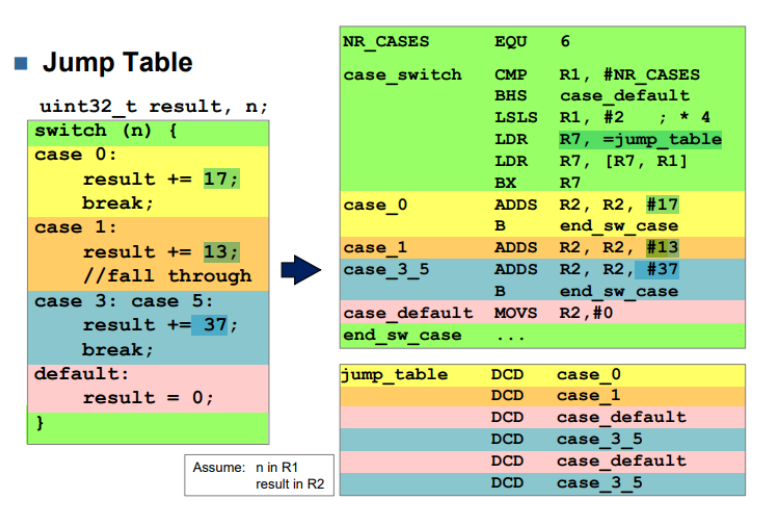 Jump Table
uint32_t result, n;
switch (n) {
case 0:
result += 17;
break;
case 1:
result += 13;
//fall through
case 3: case 5:
result += 37;
break;
default:
result = 0;
}
Assume: n in R1
result in R2
NR_CASES EQU 6
case_switch CMP R1, #NR_CASES
BHS case_default
LSLS R1, #2 ; * 4
LDR R7, =jump_table
LDR R7, [R7, R1]
BX R7
case_0 ADDS R2, R2, #17
B end_sw_case
case_1 ADDS R2, R2, #13
case_3_5 ADDS R2, R2, #37
B end_sw_case
case_default MOVS R2,#0
end_sw_case ...
jump_table DCD case_0
DCD case_1
DCD case_default
DCD case_3_5
DCD case_default
DCD case_3_5